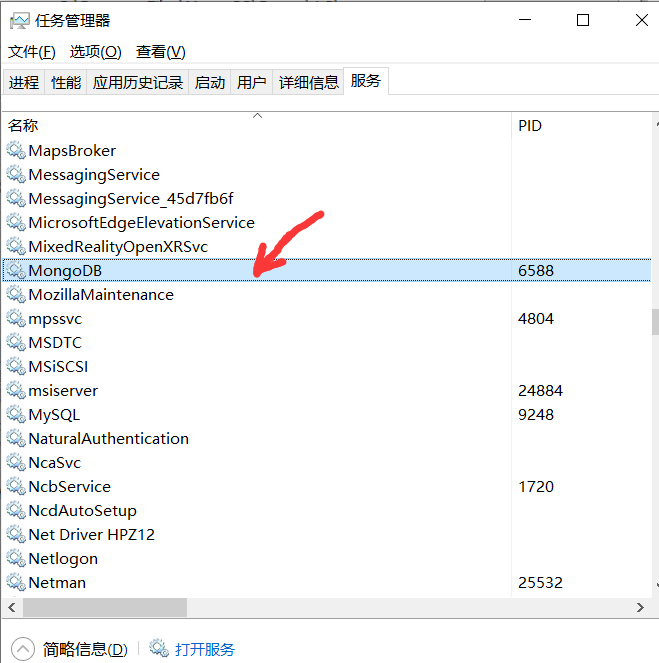 任务管理器
文件(F) 选项(O) 查看(V)
进程 性能 应用历史记录 启动 用户 详细信息 服务
名称 PID
MapsBroker
MessagingService
MessagingService_45d7fb6f
MicrosoftEdgeElevationService
MixedRealityOpenXRSvc
MongoDB 6588
MozillaMaintenance
mpssvc 4804
MSDTC
MSiSCSI
msiserver 24884
MySQL 9248
NaturalAuthentication
NcaSvc
NcbService 1720
NcdAutoSetup
Net Driver HPZ12
Netlogon
Netman 25532
简略信息(D) 打开服务